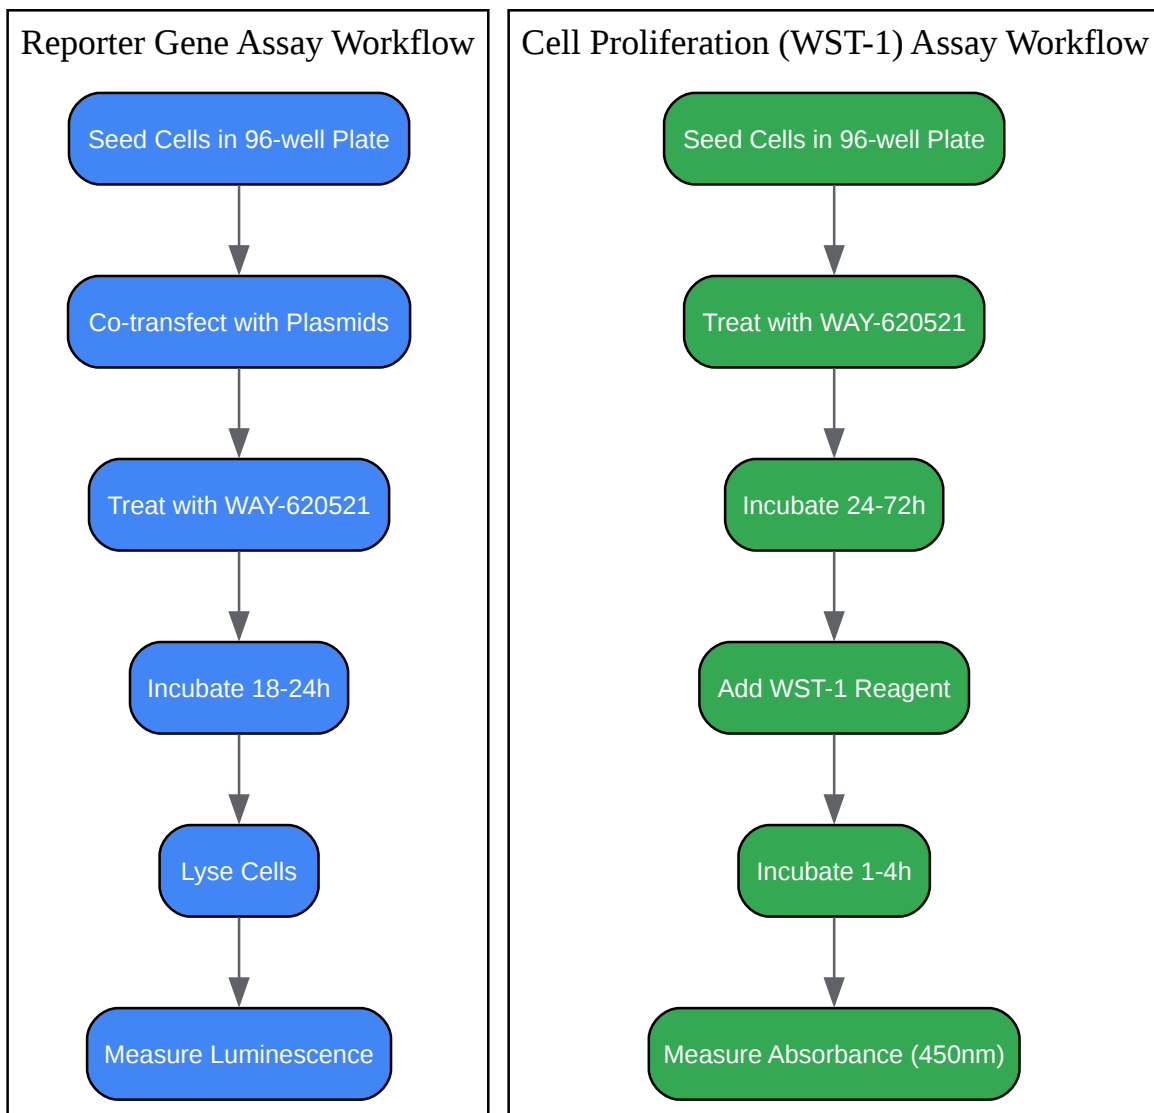 Reporter Gene Assay Workflow
Seed Cells in 96-well Plate
Co-transfect with Plasmids
Treat with WAY-620521
Incubate 18-24h
Lyse Cells
Measure Luminescence
Cell Proliferation (WST-1) Assay Workflow
Seed Cells in 96-well Plate
Treat with WAY-620521
Incubate 24-72h
Add WST-1 Reagent
Incubate 1-4h
Measure Absorbance (450nm)